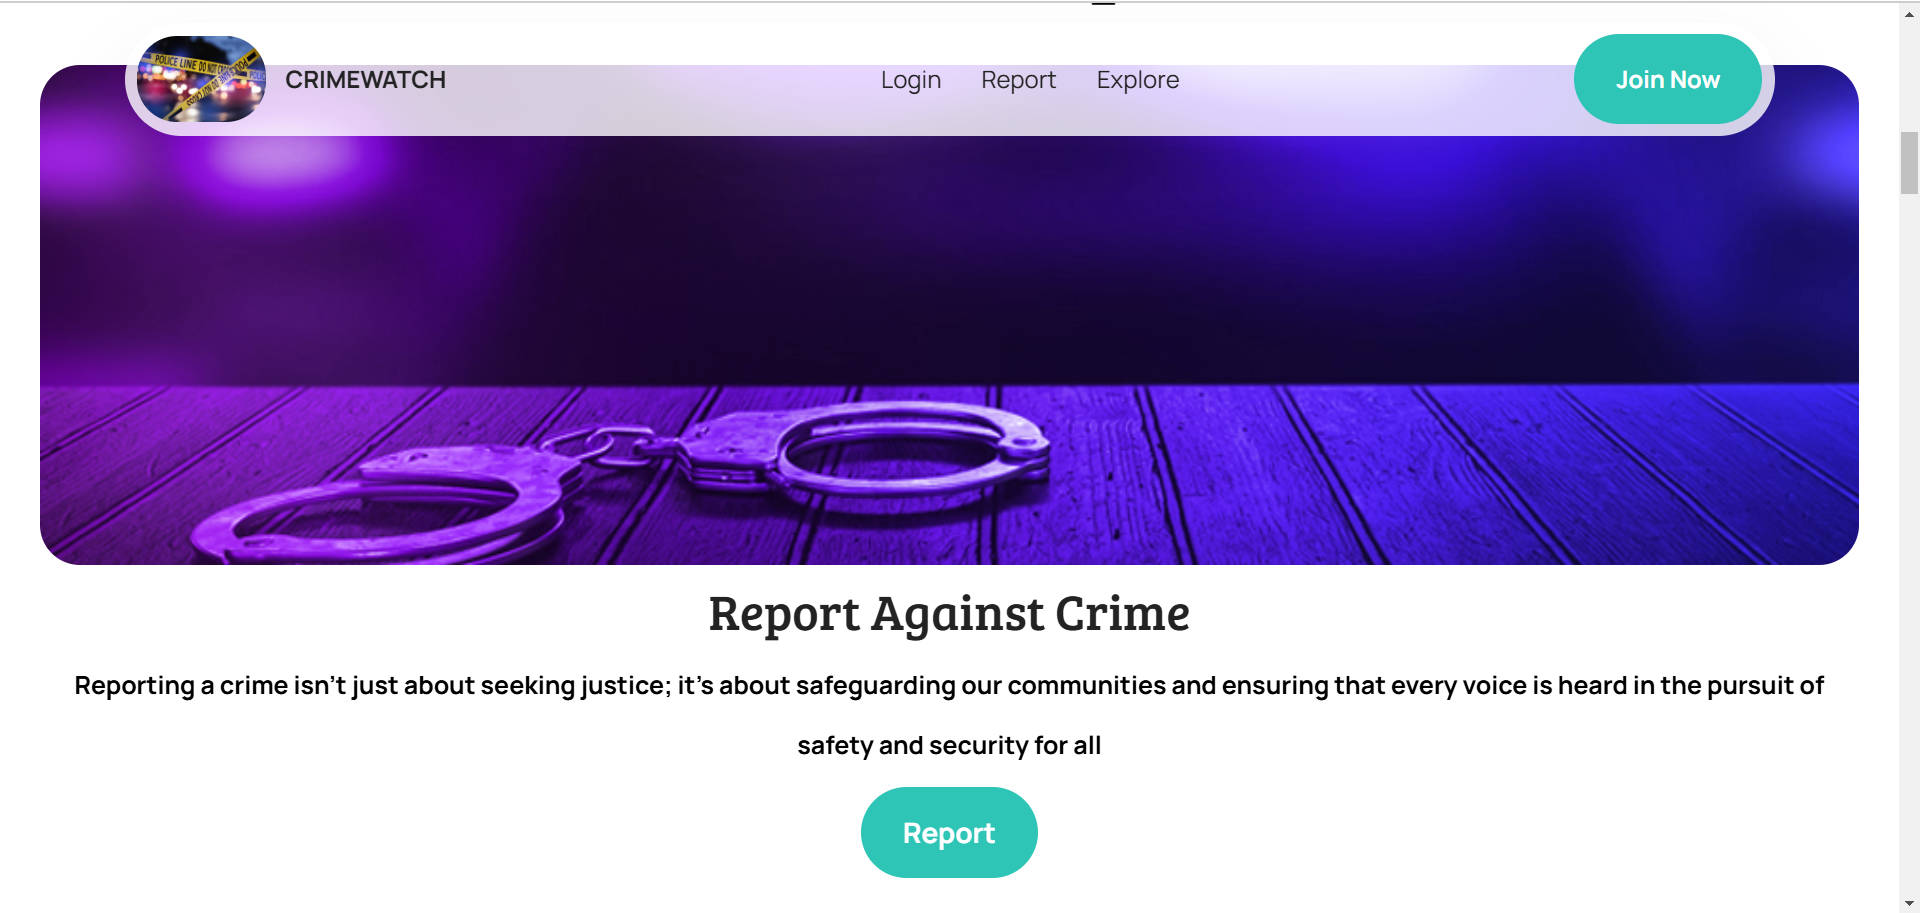 POLICE LINE DO NOT CROSS
CRIMEWATCH
Login
Report
Explore
Join Now
Report Against Crime
Reporting a crime isn't just about seeking justice; it's about safeguarding our communities and ensuring that every voice is heard in the pursuit of
safety and security for all
Report